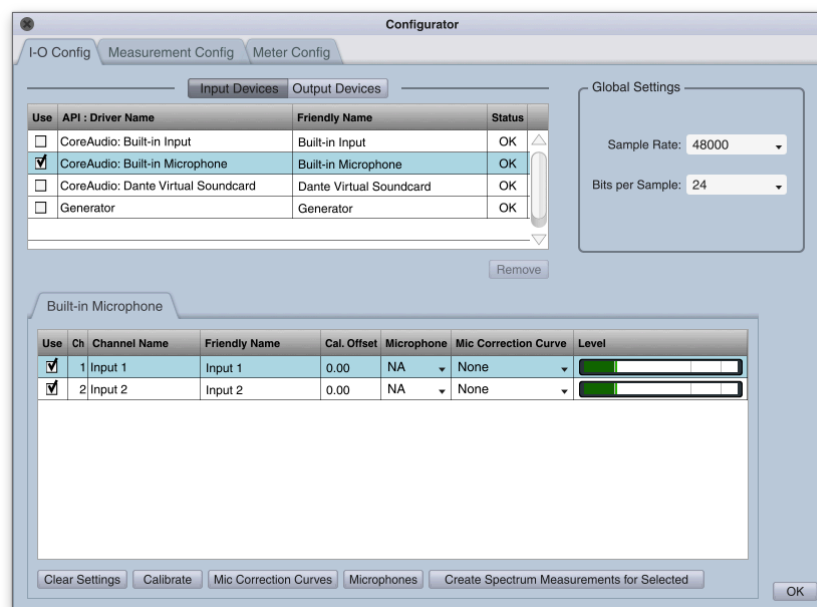 Configurator
I-O Config Measurement Config Meter Config
Input Devices Output Devices
Global Settings
Use API : Driver Name Friendly Name Status
CoreAudio: Built-in Input Built-in Input OK
CoreAudio: Built-in Microphone Built-in Microphone OK
CoreAudio: Dante Virtual Soundcard Dante Virtual Soundcard OK
Generator Generator OK
Sample Rate: 48000
Bits per Sample: 24
Remove
Built-in Microphone
Use Ch Channel Name Friendly Name Cal. Offset Microphone Mic Correction Curve Level
1 Input 1 Input 1 0.00 NA None
2 Input 2 Input 2 0.00 NA None
Clear Settings Calibrate Mic Correction Curves Microphones Create Spectrum Measurements for Selected
OK